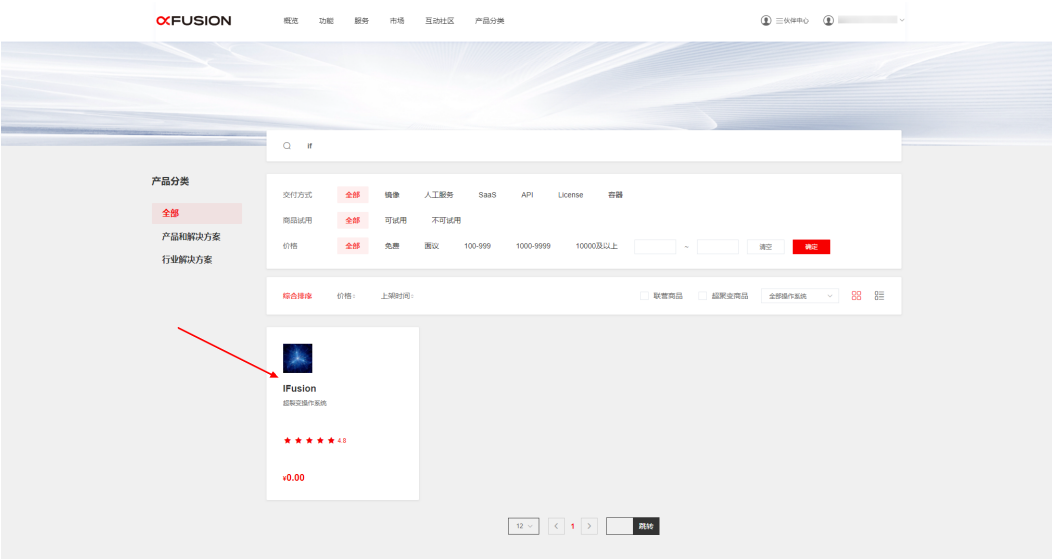 XFUSION 概览 功能 服务 市场 互动社区 产品分类 三伙伴中心
if
产品分类
全部
产品和解决方案
行业解决方案
交付方式 全部 镜像 人工服务 SaaS API License 容器
商品试用 全部 可试用 不可试用
价格 全部 免费 面议 100-999 1000-9999 10000及以上 ~ 清空 确定
综合排序 价格 上架时间 联营商品 超聚变商品 全部操作系统
IFusion
超聚变操作系统
4.8
¥0.00
12 1 跳转